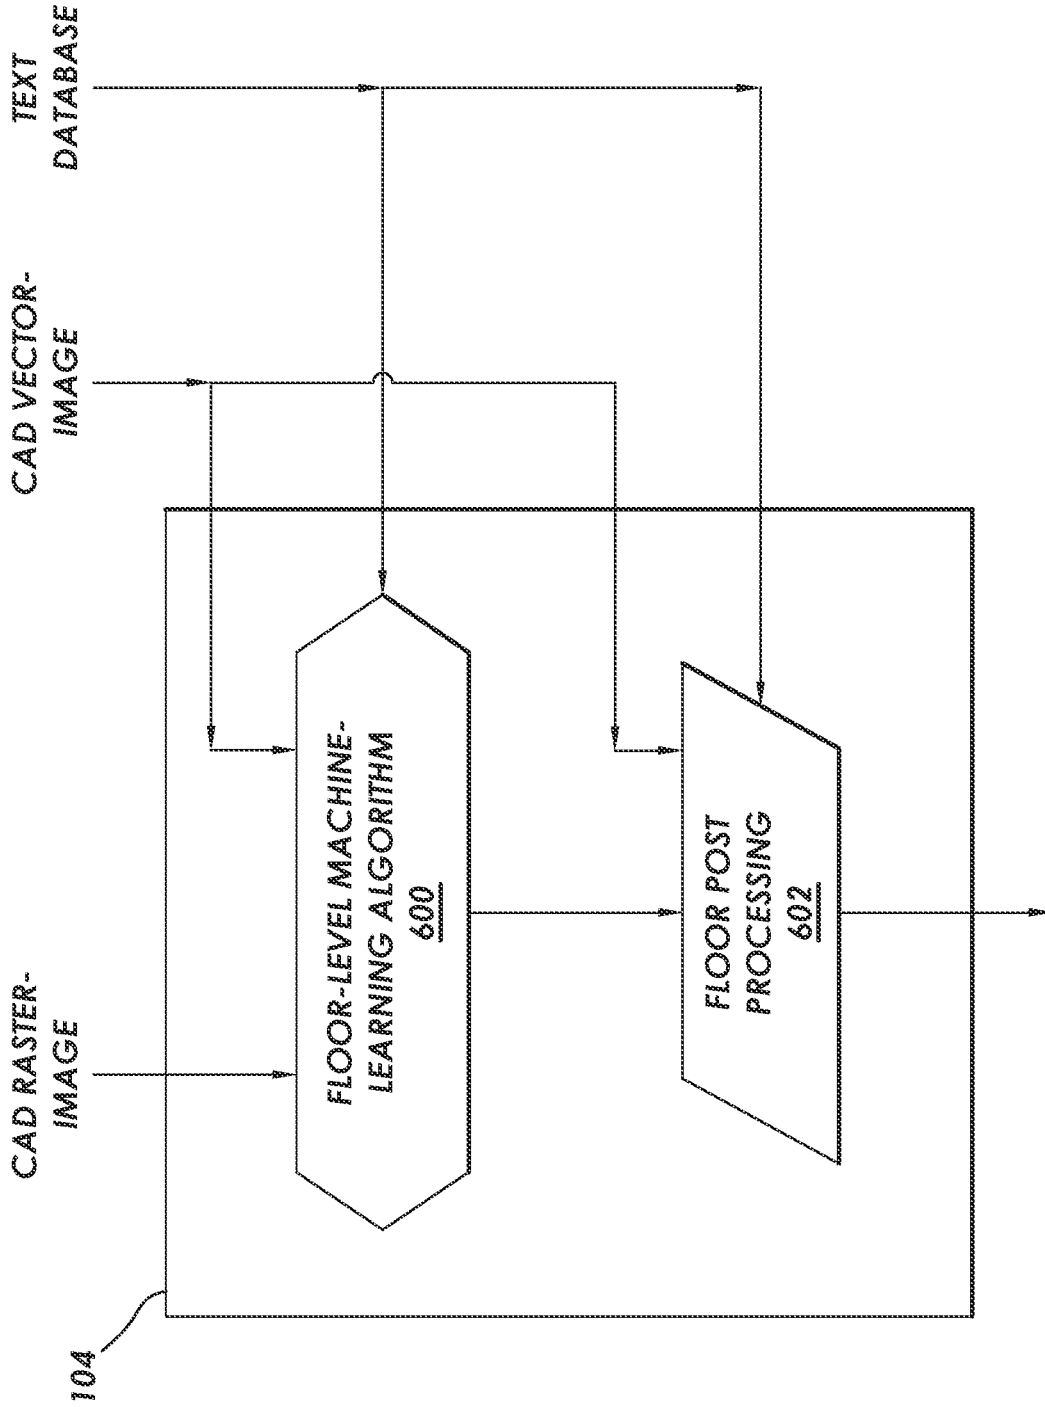 104
CAD RASTER-
IMAGE
CAD VECTOR-
IMAGE
TEXT
DATABASE
FLOOR-LEVEL MACHINE-
LEARNING ALGORITHM
600
FLOOR POST
PROCESSING
602